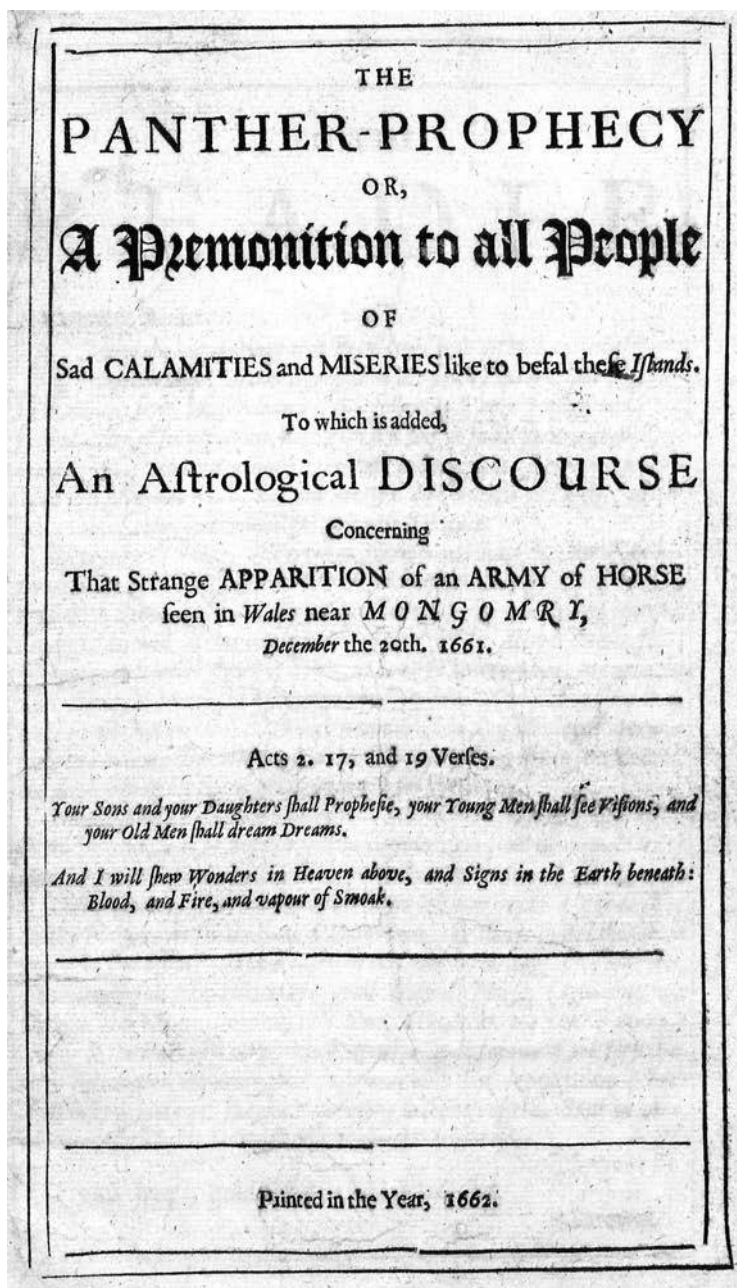 THE
PANTHER-PROPHECY
OR,
A Premonition to all People
OF
Sad CALAMITIES and MISERIES like to befal theſe Iſlands.
To which is added,
An Aſtrological DISCOURSE
Concerning
That Strange APPARITION of an ARMY of HORSE
ſeen in Wales near MONGOMRY,
December the 20th. 1661.
Acts 2. 17, and 19 Verſes.
Your Sons and your Daughters ſhall Propheſie, your Young Men ſhall ſee Viſions, and
your Old Men ſhall dream Dreams.
And I will ſhew Wonders in Heaven above, and Signs in the Earth beneath:
Blood, and Fire, and vapour of Smoak.
Printed in the Year, 1662.